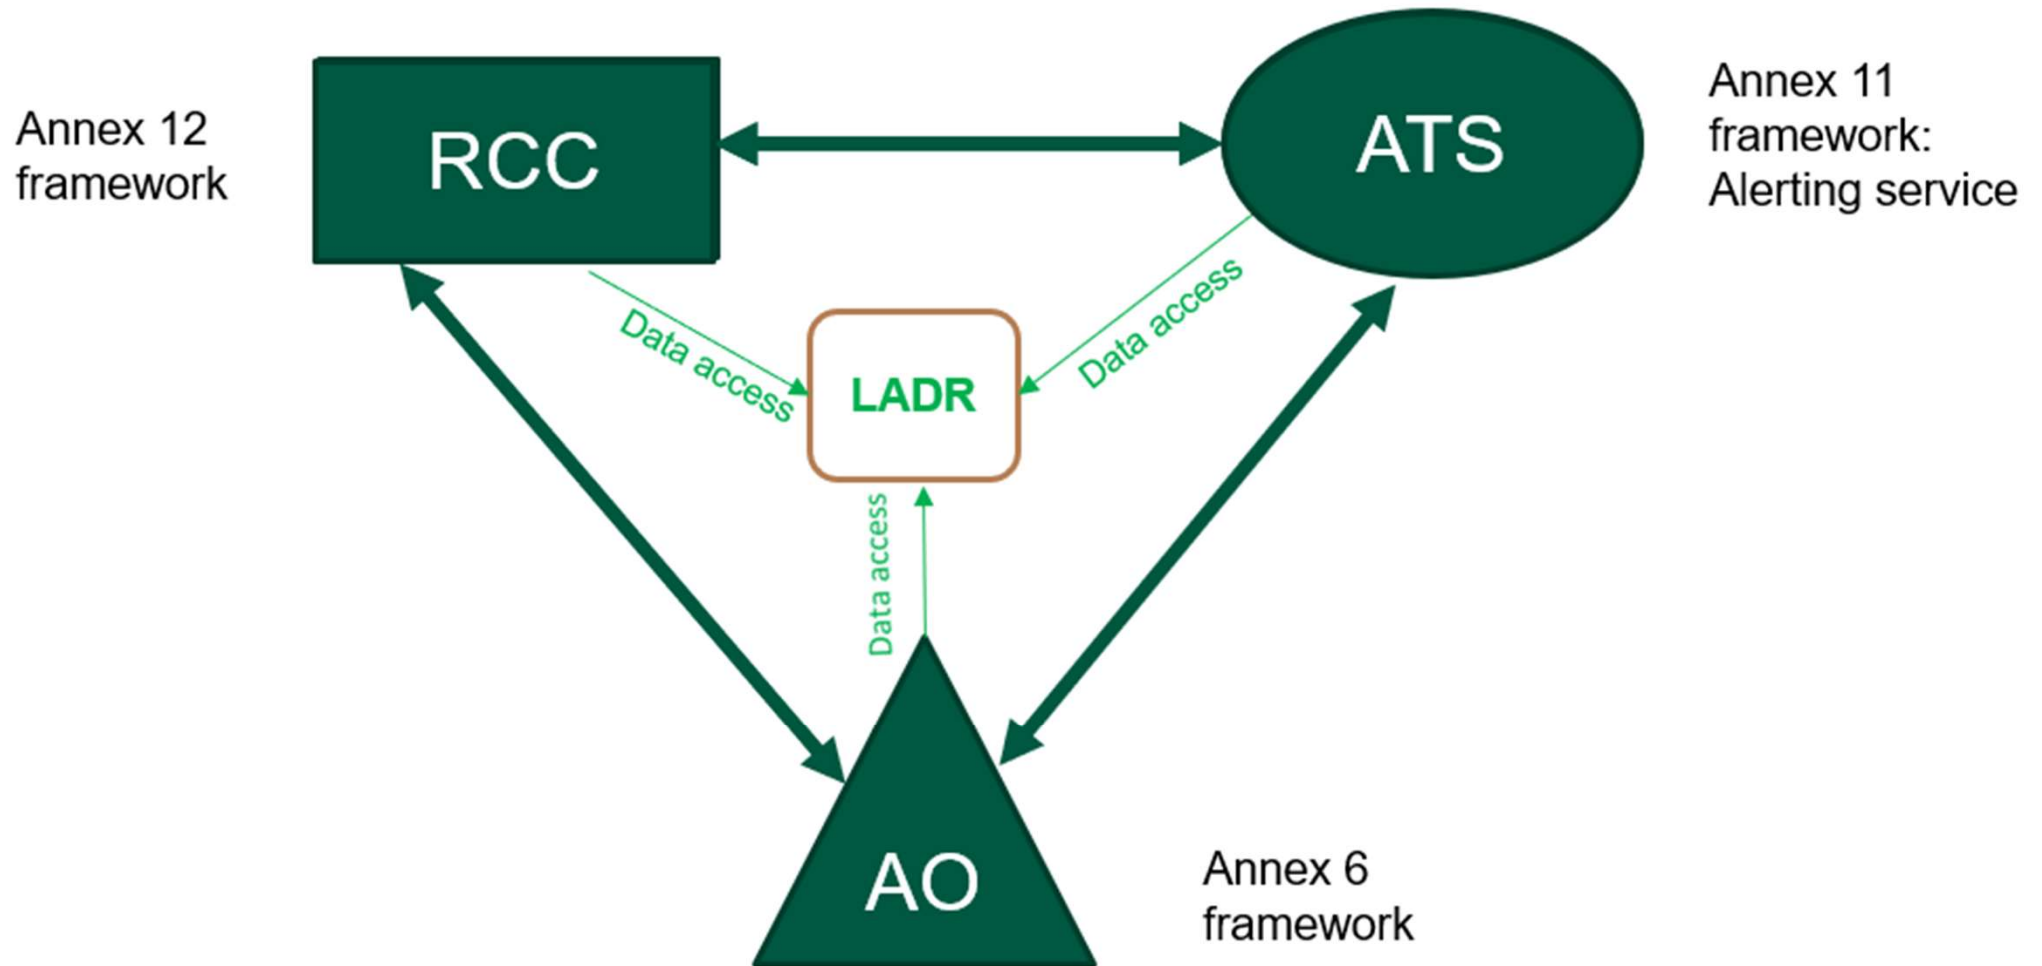 Annex 12
framework
RCC
ATS
Annex 11
framework:
Alerting service
Data access
Data access
LADR
Data access
AO
Annex 6
framework